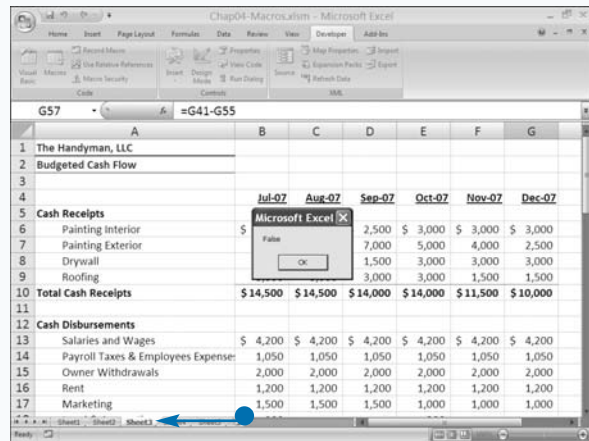 Chap04-Macros.xlsm - Microsoft Excel
Home Insert Page Layout Formulas Data Review View Developer Add-Ins
Visual Basic Macros Record Macro Use Relative References Macro Security
Insert Design Mode Properties View Code Run Dialog
Source Map Properties Expansion Packs Refresh Data Import Export
Code Controls XML
G57 fx =G41-G55
A B C D E F G
1 The Handyman, LLC
2 Budgeted Cash Flow
3
4 Jul-07 Aug-07 Sep-07 Oct-07 Nov-07 Dec-07
5 Cash Receipts
6 Painting Interior $ 2,500 $ 3,000 $ 3,000 $ 3,000
7 Painting Exterior 7,000 5,000 4,000 2,500
8 Drywall 1,500 3,000 3,000 3,000
9 Roofing 3,000 3,000 1,500 1,500
Microsoft Excel
False
OK
10 Total Cash Receipts $ 14,500 $ 14,500 $ 14,000 $ 14,000 $ 11,500 $ 10,000
11
12 Cash Disbursements
13 Salaries and Wages $ 4,200 $ 4,200 $ 4,200 $ 4,200 $ 4,200 $ 4,200
14 Payroll Taxes & Employees Expense 1,050 1,050 1,050 1,050 1,050 1,050
15 Owner Withdrawals 2,000 2,000 2,000 2,000 2,000 2,000
16 Rent 1,200 1,200 1,200 1,200 1,200 1,200
17 Marketing 1,500 1,500 1,000 1,000 1,000 1,000
Sheet1 Sheet2 Sheet3
Ready